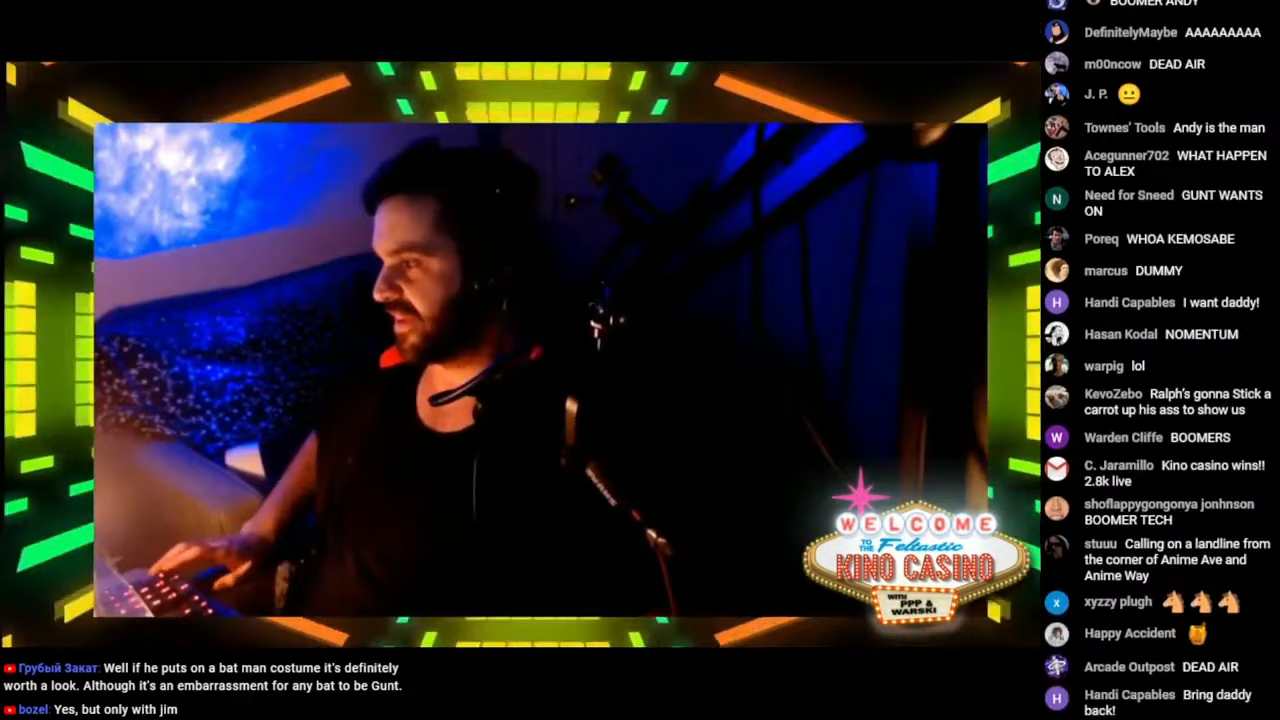 BOOMER ANDY
DefinitelyMaybe AAAAAAAAA
m00ncow DEAD AIR
J. P. 😐
Townes' Tools Andy is the man
Acegunner702 WHAT HAPPEN
TO ALEX
N Need for Sneed GUNT WANTS
ON
Poreq WHOA KEMOSABE
marcus DUMMY
H Handi Capables I want daddy!
Hasan Kodal NOMENTUM
warpig lol
KevoZebo Ralph's gonna Stick a
carrot up his ass to show us
W Warden Cliffe BOOMERS
C. Jaramillo Kino casino wins!!
2.8k live
shoflappygongonya jonhnson
BOOMER TECH
stuuu Calling on a landline from
the corner of Anime Ave and
Anime Way
x xyzzy plugh 🐴🐴🐴
Happy Accident 🍯
Arcade Outpost DEAD AIR
H Handi Capables Bring daddy
back!
WELCOME
TO THE Feltastic
KINO CASINO
WITH
PPP &
WARSKI
Грубый Закат: Well if he puts on a bat man costume it's definitely
worth a look. Although it's an embarrassment for any bat to be Gunt.
bozel: Yes, but only with jim